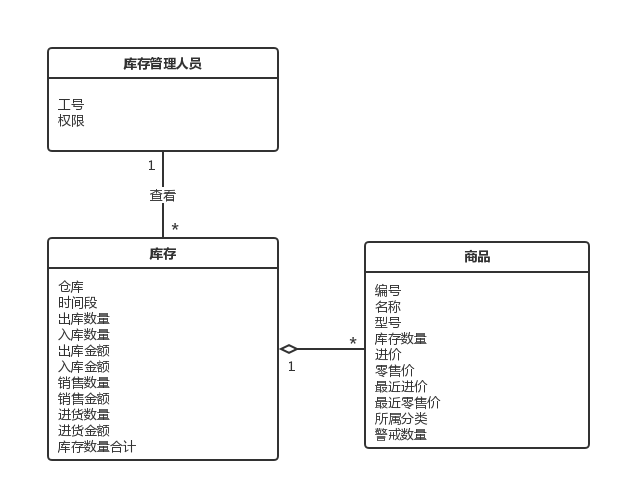 库存管理人员
工号
权限
1
查看
*
库存
仓库
时间段
出库数量
入库数量
出库金额
入库金额
销售数量
销售金额
进货数量
进货金额
库存数量合计
1
*
商品
编号
名称
型号
库存数量
进价
零售价
最近进价
最近零售价
所属分类
警戒数量